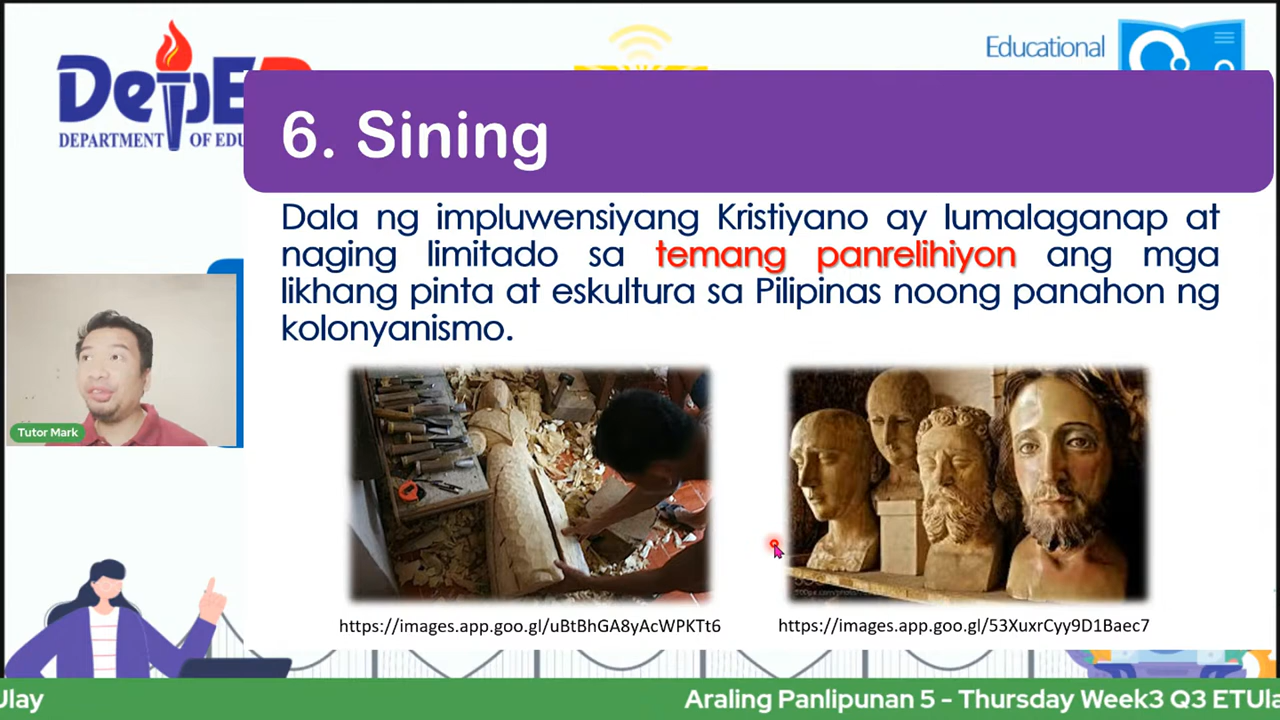 DepED
DEPARTMENT OF EDU
Educational
6. Sining
Dala ng impluwensiyang Kristiyano ay lumalaganap at
naging limitado sa temang panrelihiyon ang mga
likhang pinta at eskultura sa Pilipinas noong panahon ng
kolonyanismo.
Tutor Mark
https://images.app.goo.gl/uBtBhGA8yAcWPKTt6
https://images.app.goo.gl/53XuxrCyy9D1Baec7
Ulay
Araling Panlipunan 5 - Thursday Week3 Q3 ETUla